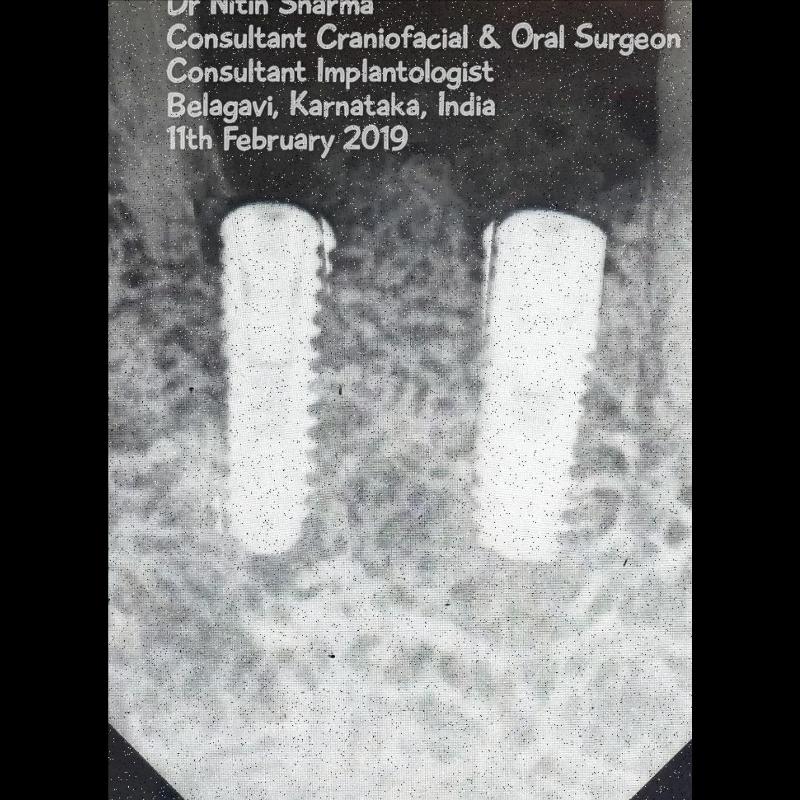 Dr Nitin Sharma
Consultant Craniofacial & Oral Surgeon
Consultant Implantologist
Belagavi, Karnataka, India
11th February 2019